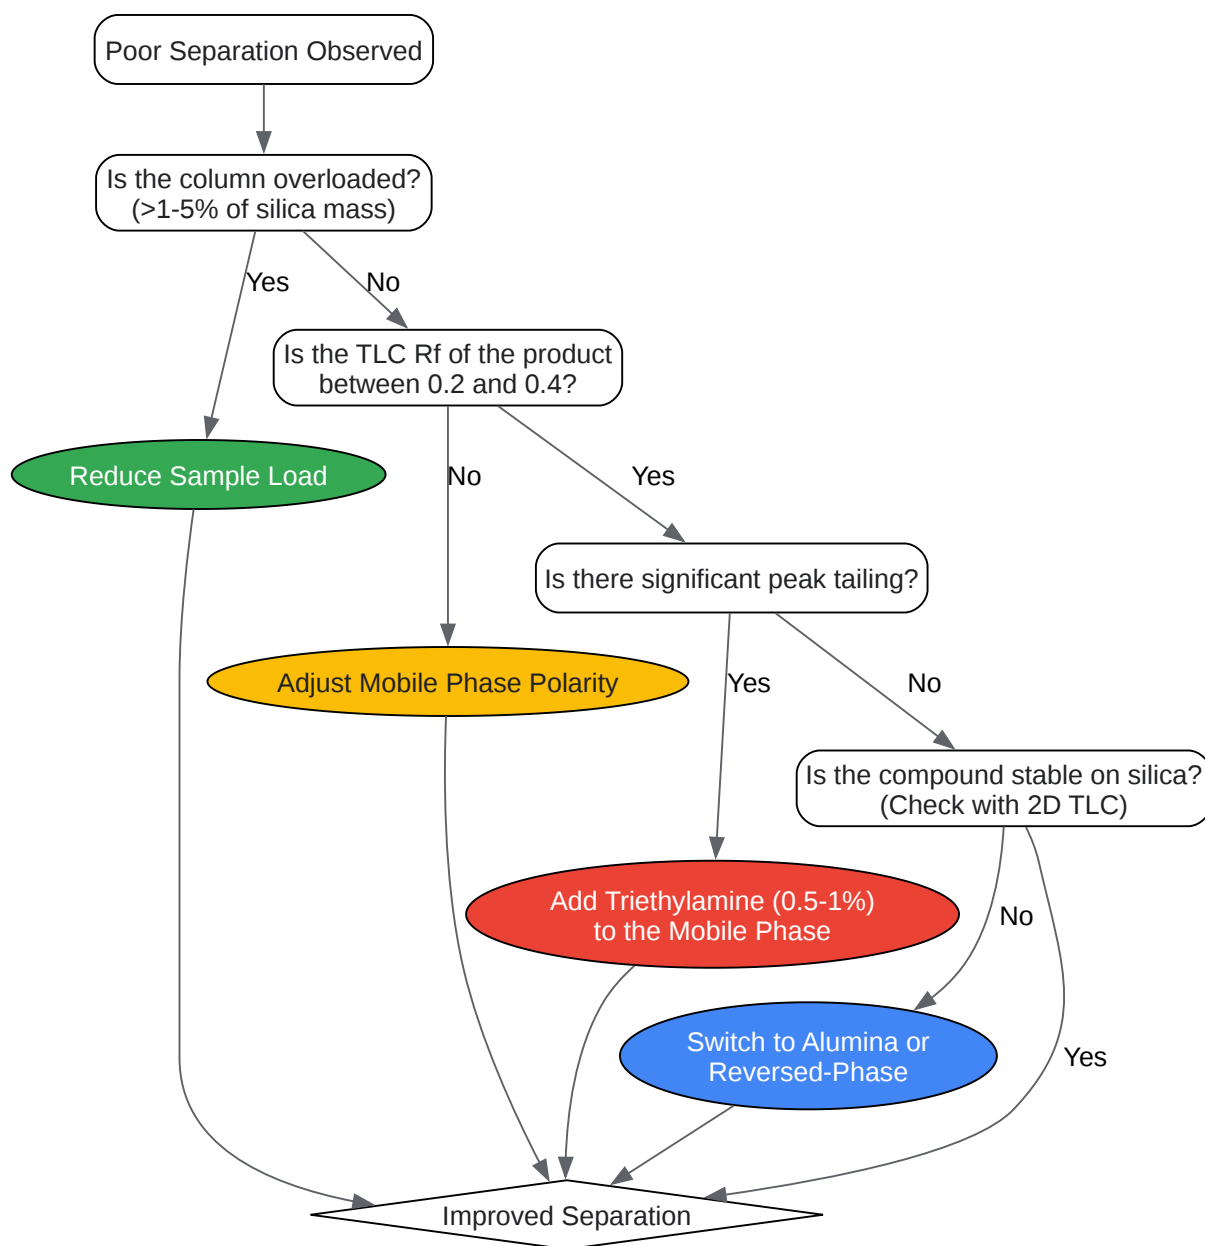 Poor Separation Observed
Is the column overloaded?
(>1-5% of silica mass)
Yes
No
Is the TLC Rf of the product
between 0.2 and 0.4?
Reduce Sample Load
No
Yes
Is there significant peak tailing?
Adjust Mobile Phase Polarity
Yes
No
Is the compound stable on silica?
(Check with 2D TLC)
Add Triethylamine (0.5-1%)
to the Mobile Phase
No
Switch to Alumina or
Reversed-Phase
Yes
Improved Separation